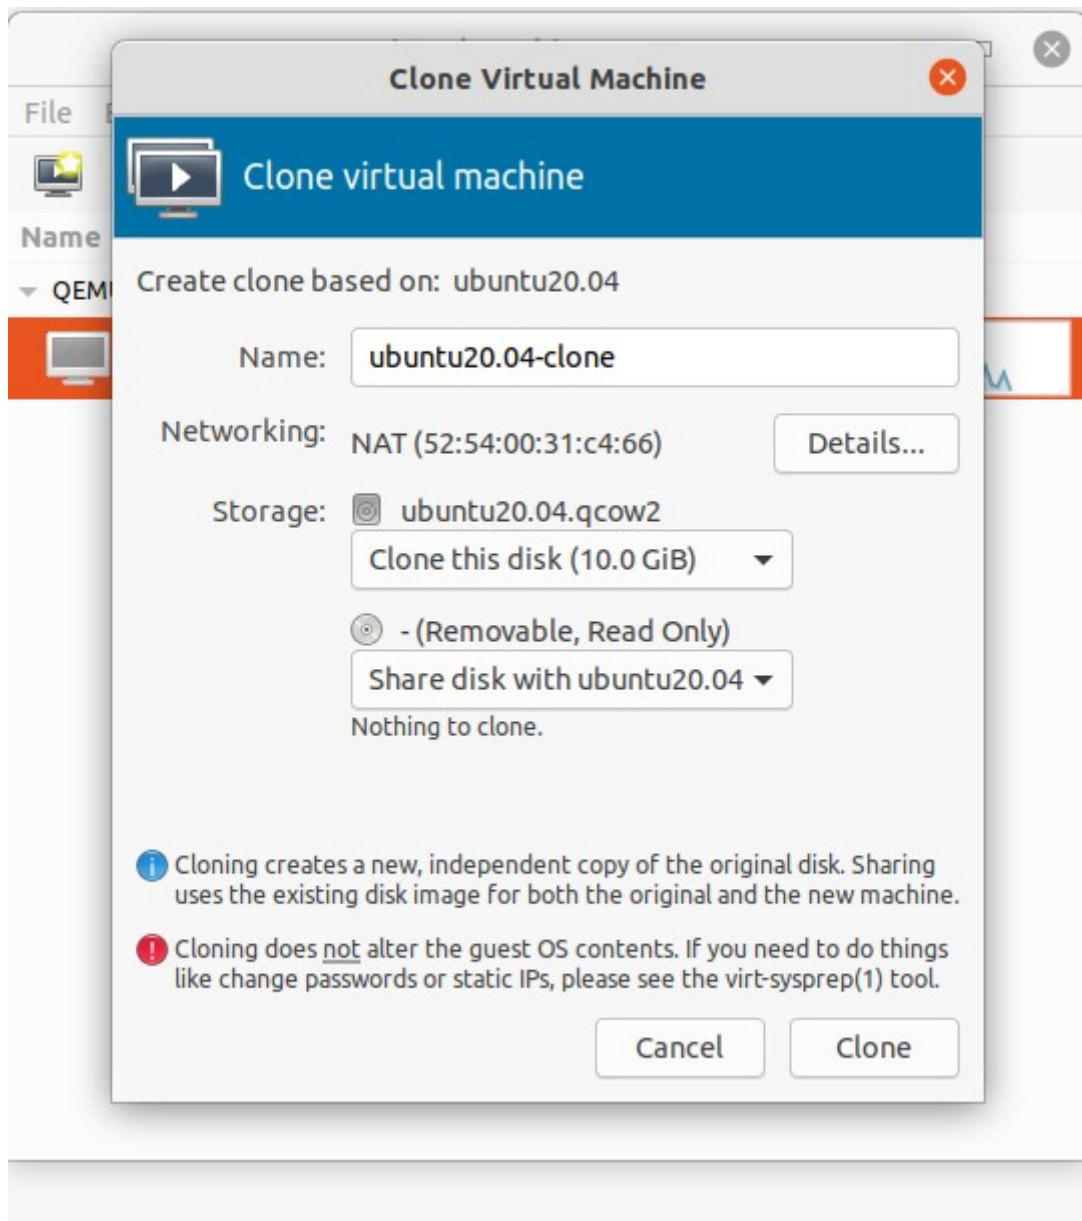 Clone Virtual Machine
File
Clone virtual machine
Name
Create clone based on: ubuntu20.04
Name: ubuntu20.04-clone
Networking: NAT (52:54:00:31:c4:66) Details...
Storage: ubuntu20.04.qcow2
Clone this disk (10.0 GiB)
- (Removable, Read Only)
Share disk with ubuntu20.04
Nothing to clone.
Cloning creates a new, independent copy of the original disk. Sharing
uses the existing disk image for both the original and the new machine.
Cloning does not alter the guest OS contents. If you need to do things
like change passwords or static IPs, please see the virt-sysprep(1) tool.
Cancel Clone